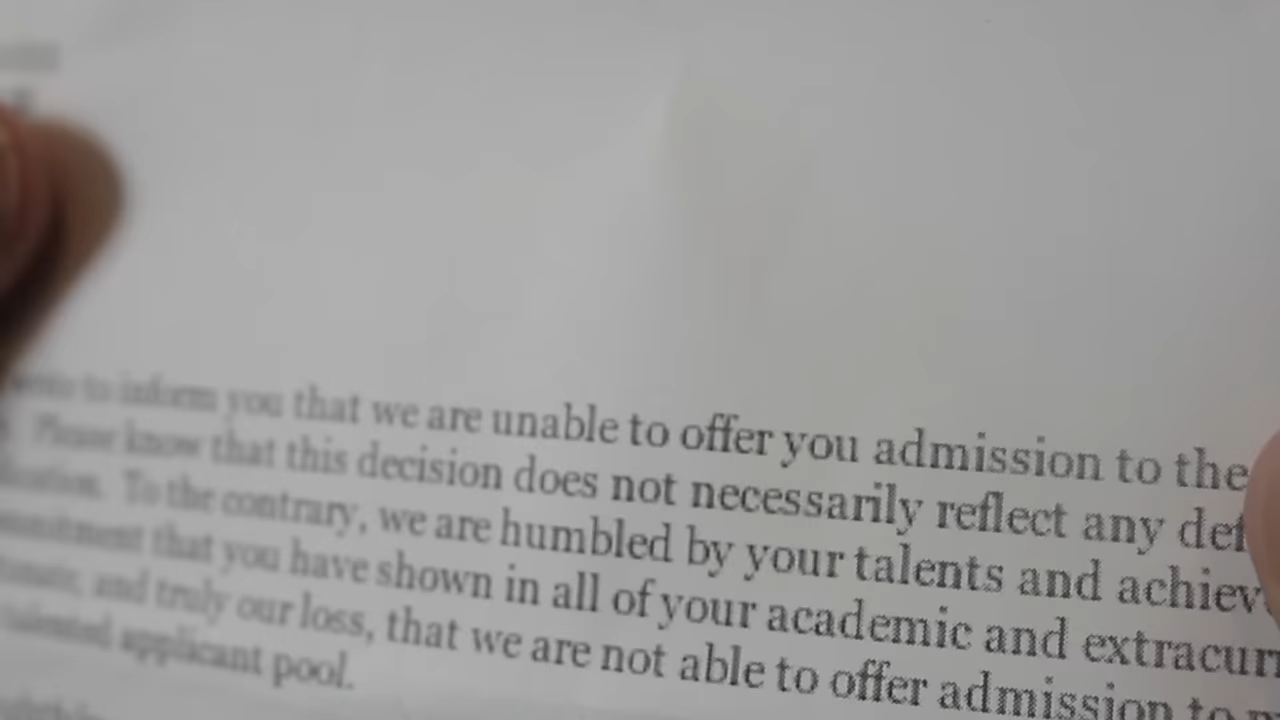 to inform you that we are unable to offer you admission to the
Please know that this decision does not necessarily reflect any def
To the contrary, we are humbled by your talents and achiev
that you have shown in all of your academic and extracurr
and truly our loss, that we are not able to offer admission to
talented applicant pool.